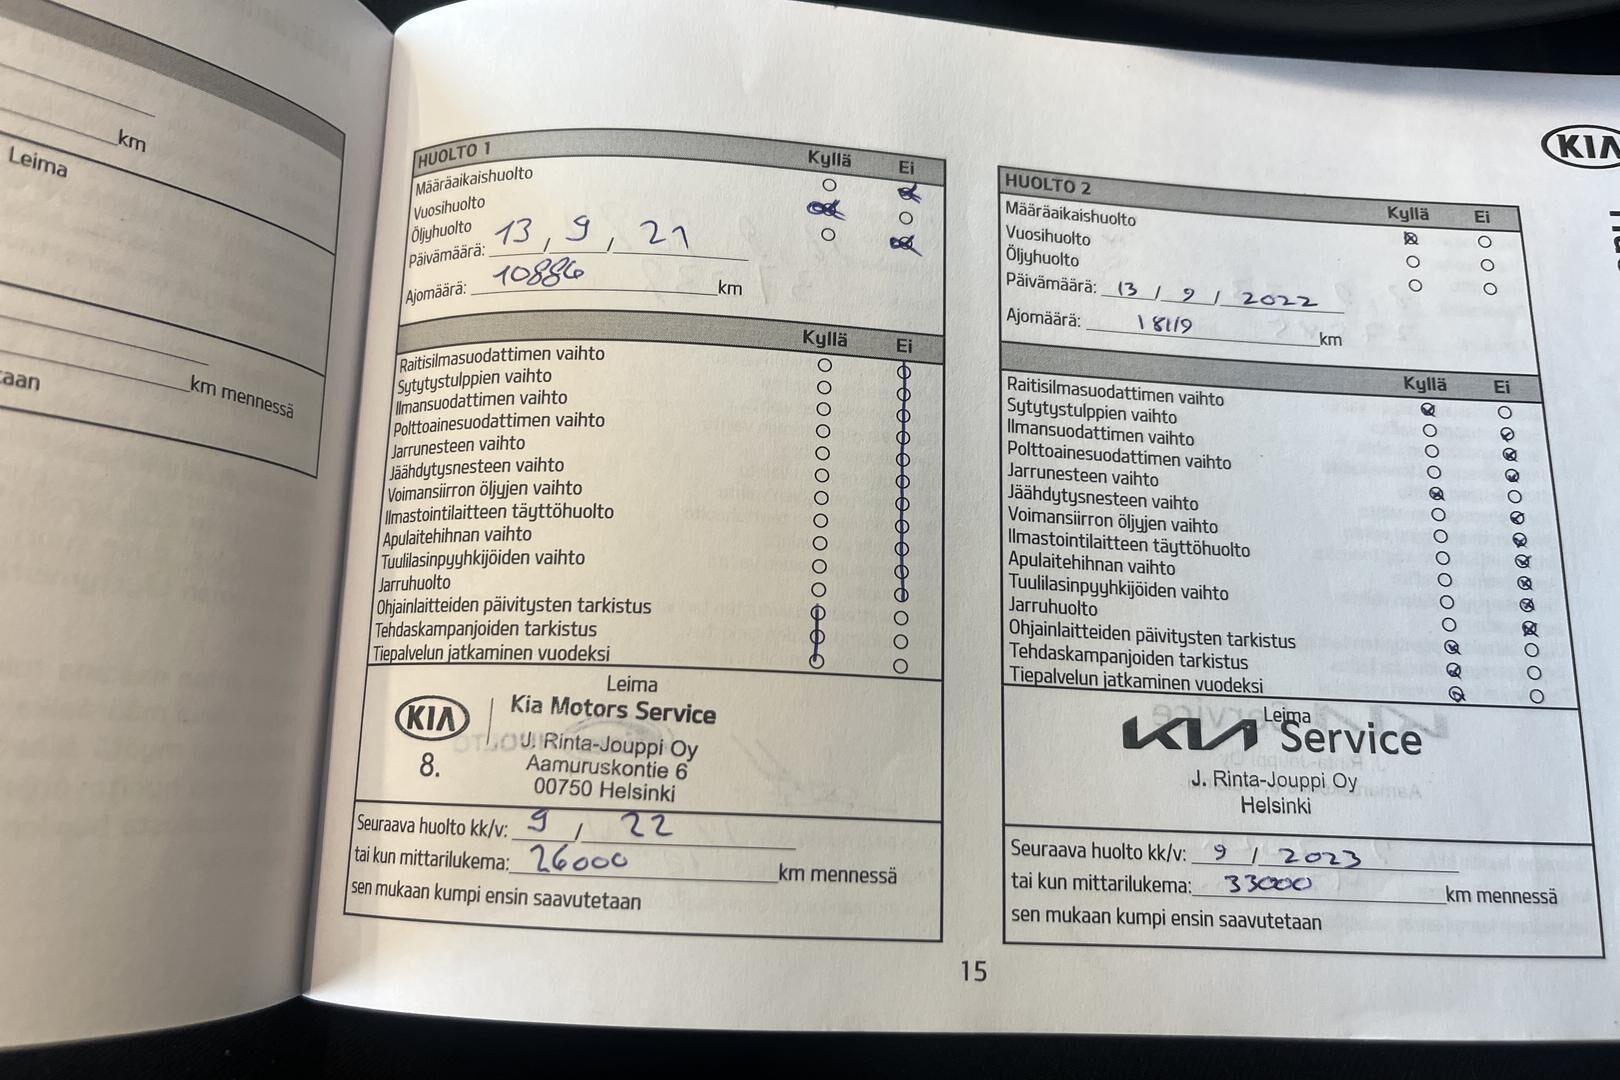 km
Leima
km mennessä
taan
HUOLTO 1 Kyllä Ei
Määräaikaishuolto
Vuosihuolto
Öljyhuolto
Päivämäärä: 13 / 9 / 21
Ajomäärä: 10886 km
Kyllä Ei
Raitisilmasuodattimen vaihto
Sytytystulppien vaihto
Ilmansuodattimen vaihto
Polttoainesuodattimen vaihto
Jarrunesteen vaihto
Jäähdytysnesteen vaihto
Voimansiirron öljyjen vaihto
Ilmastointilaitteen täyttöhuolto
Apulaitehihnan vaihto
Tuulilasinpyyhkijöiden vaihto
Jarruhuolto
Ohjainlaitteiden päivitysten tarkistus
Tehdaskampanjoiden tarkistus
Tiepalvelun jatkaminen vuodeksi
Leima
KIA Kia Motors Service
J. Rinta-Jouppi Oy
8. Aamuruskontie 6
00750 Helsinki
Seuraava huolto kk/v: 9 / 22
tai kun mittarilukema: 26000 km mennessä
sen mukaan kumpi ensin saavutetaan
KIA
HUOLTO 2 Kyllä Ei
Määräaikaishuolto
Vuosihuolto
Öljyhuolto
Päivämäärä: 13 / 9 / 2022
Ajomäärä: 18119 km
Kyllä Ei
Raitisilmasuodattimen vaihto
Sytytystulppien vaihto
Ilmansuodattimen vaihto
Polttoainesuodattimen vaihto
Jarrunesteen vaihto
Jäähdytysnesteen vaihto
Voimansiirron öljyjen vaihto
Ilmastointilaitteen täyttöhuolto
Apulaitehihnan vaihto
Tuulilasinpyyhkijöiden vaihto
Jarruhuolto
Ohjainlaitteiden päivitysten tarkistus
Tehdaskampanjoiden tarkistus
Tiepalvelun jatkaminen vuodeksi
Leima
KIA Service
J. Rinta-Jouppi Oy
Helsinki
Seuraava huolto kk/v: 9 / 2023
tai kun mittarilukema: 33000 km mennessä
sen mukaan kumpi ensin saavutetaan
15